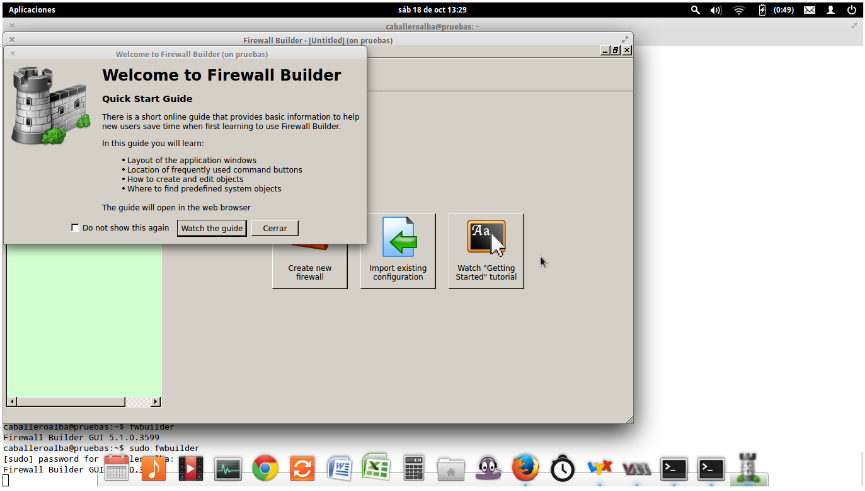 Aplicaciones
sáb 18 de oct 13:29
(0:49)
caballeroalba@pruebas: ~
Firewall Builder - [Untitled] (on pruebas)
Welcome to Firewall Builder (on pruebas)
Welcome to Firewall Builder
Quick Start Guide
There is a short online guide that provides basic information to help
new users save time when first learning to use Firewall Builder.
In this guide you will learn:
• Layout of the application windows
• Location of frequently used command buttons
• How to create and edit objects
• Where to find predefined system objects
The guide will open in the web browser
Do not show this again
Watch the guide
Cerrar
Create new
firewall
Import existing
configuration
Aa
Watch "Getting
Started" tutorial
caballeroalba@pruebas:~$ fwbuilder
Firewall Builder GUI 5.1.0.3599
caballeroalba@pruebas:~$ sudo fwbuilder
[sudo] password for
Firewall Builder GUI